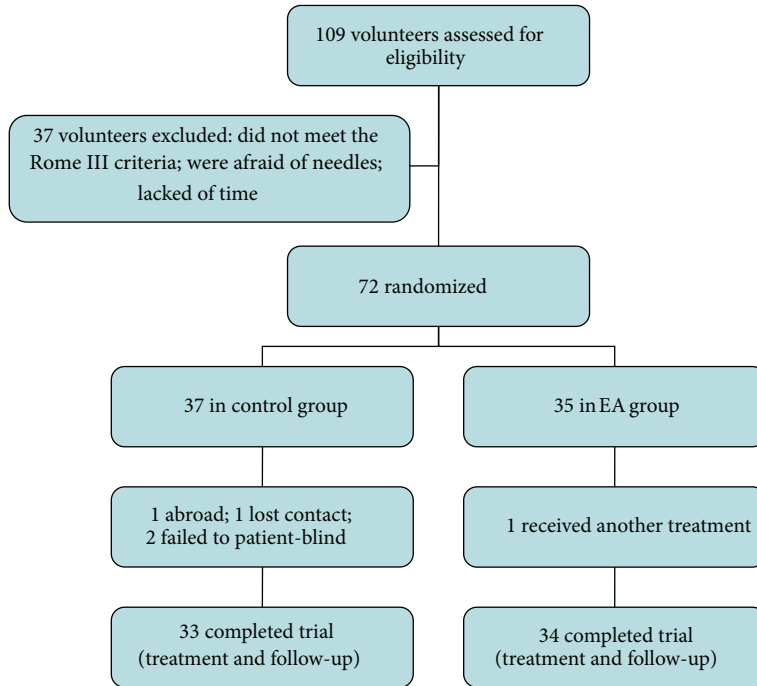 109 volunteers assessed for
eligibility
37 volunteers excluded: did not meet the
Rome III criteria; were afraid of needles;
lacked of time
72 randomized
37 in control group
35 in EA group
1 abroad; 1 lost contact;
2 failed to patient-blind
1 received another treatment
33 completed trial
(treatment and follow-up)
34 completed trial
(treatment and follow-up)